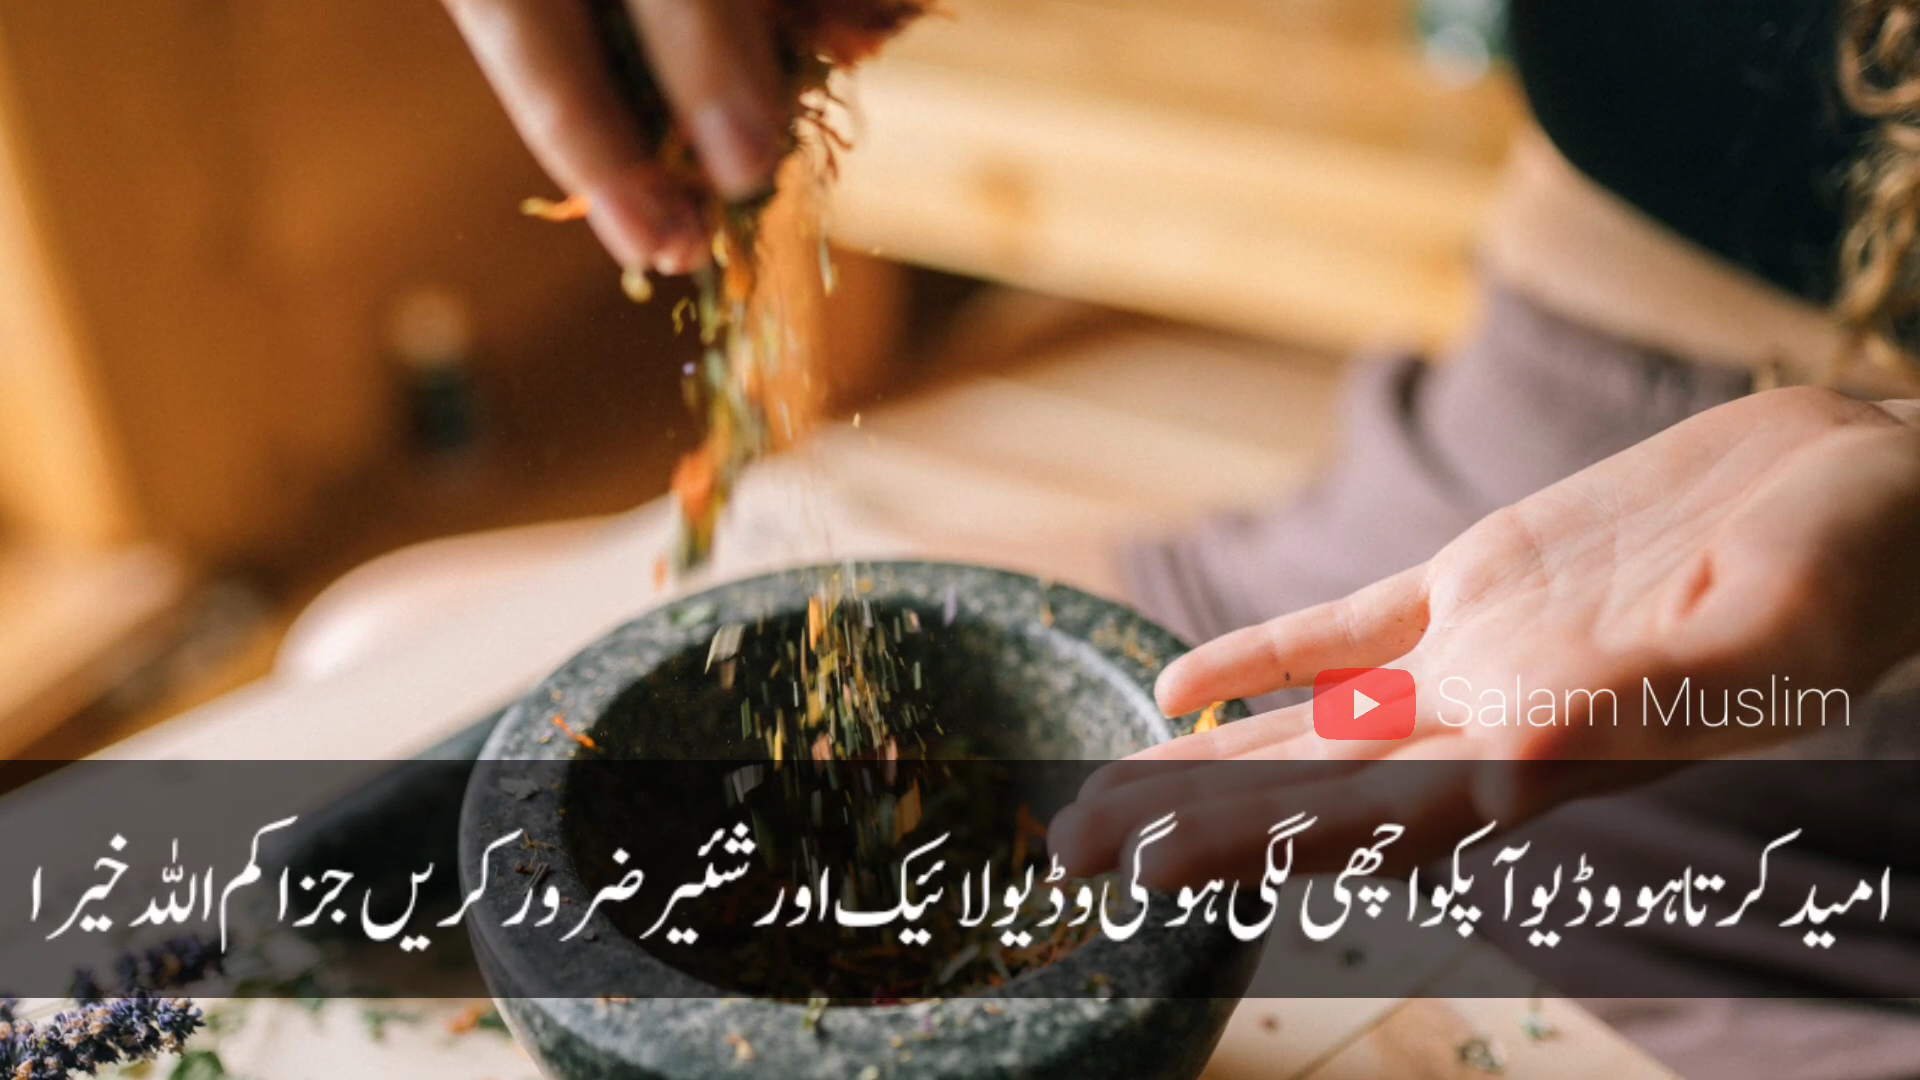 Salam Muslim
امید کرتا ہو وڈیو آپکو اچھی لگی ہو گی وڈیو لائیک اور شئیر ضرور کریں جزاکم اللہ خیرا